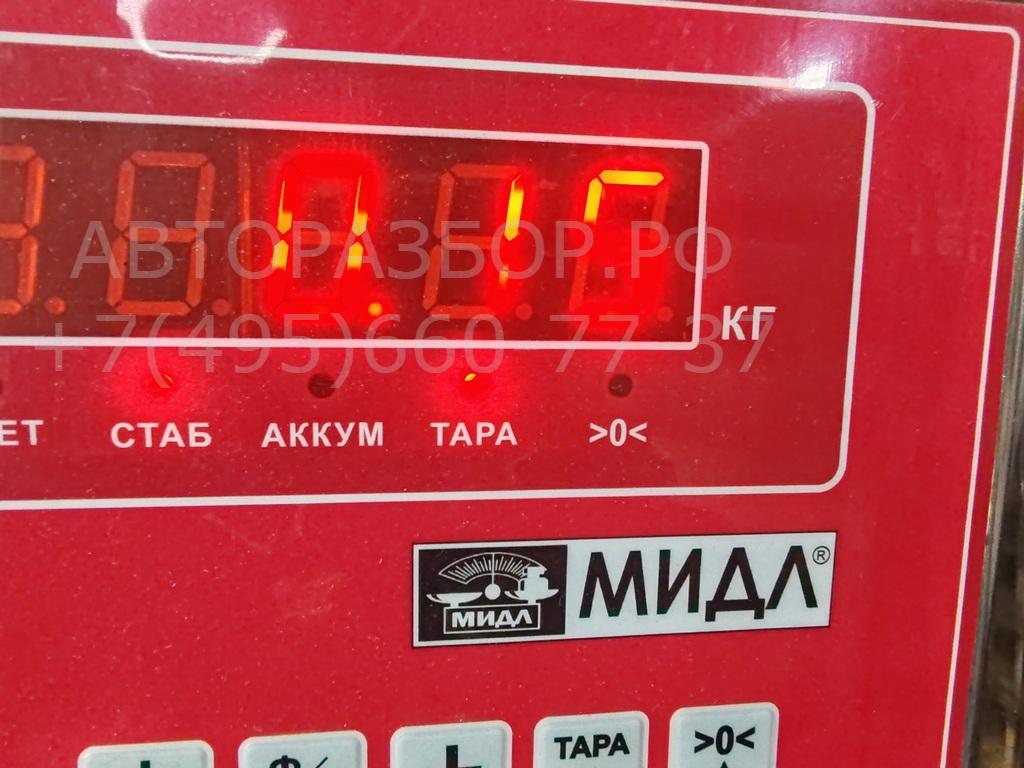 АВТОРАЗБОР.РФ
+7(495)660-77-37
КГ
СТАБ АККУМ ТАРА >0<
МИДЛ МИДЛ®
ТАРА >0<